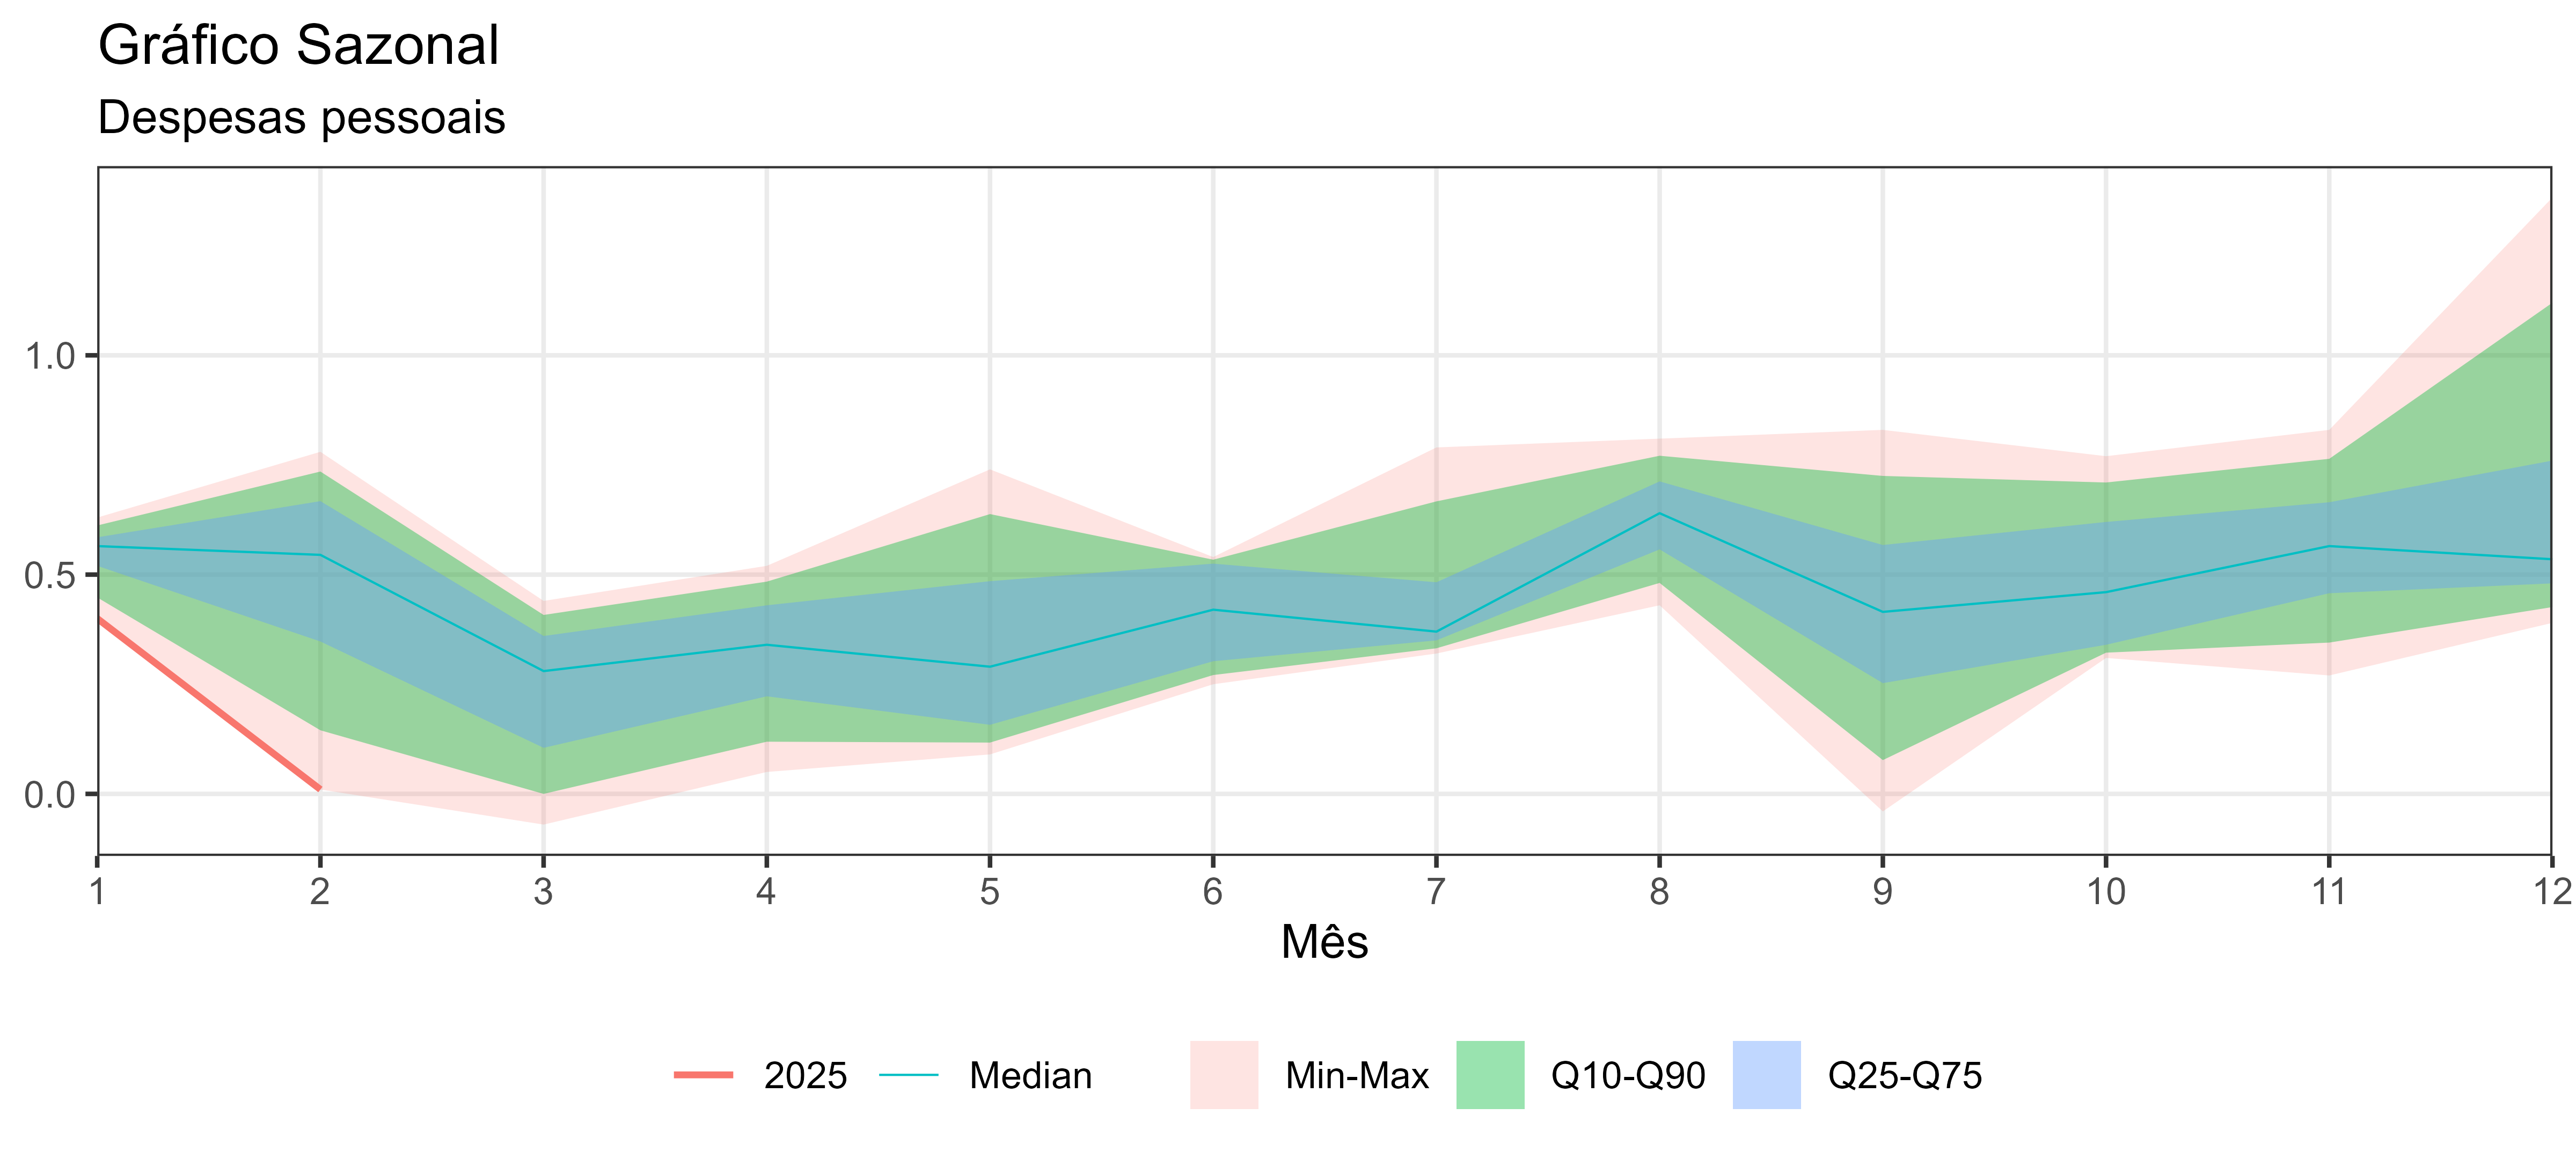 Gráfico Sazonal
Despesas pessoais
1.0
0.5
0.0
1 2 3 4 5 6 7 8 9 10 11 12
Mês
2025 Median Min-Max Q10-Q90 Q25-Q75